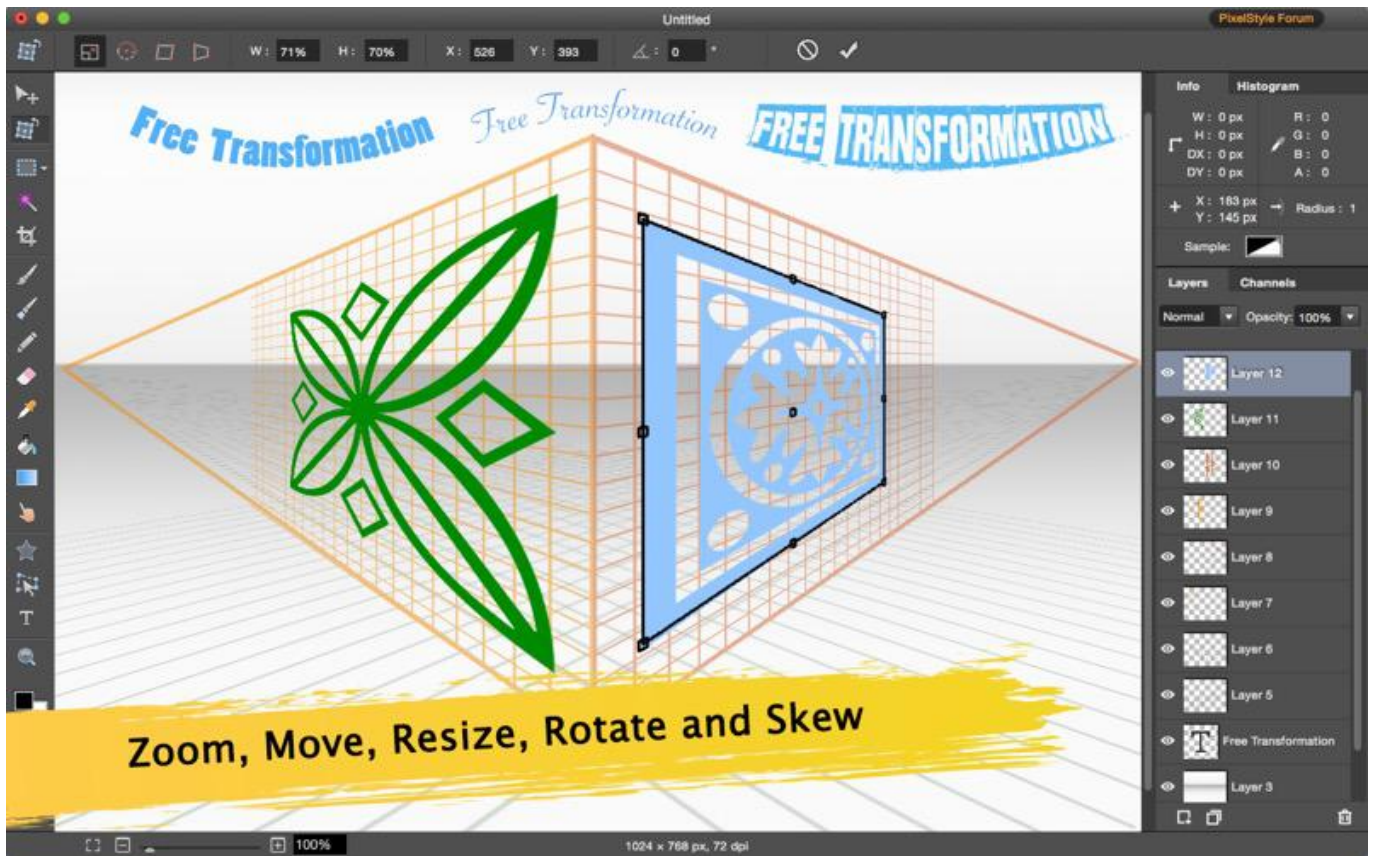 Untitled
PixelStyle Forum
W: 71% H: 70% X: 526 Y: 393 : 0 °
Info Histogram
W: 0 px R: 0
H: 0 px G: 0
DX: 0 px B: 0
DY: 0 px A: 0
X: 183 px Radius: 1
Y: 145 px
Sample:
Layers Channels
Normal Opacity: 100%
Layer 12
Layer 11
Layer 10
Layer 9
Layer 8
Layer 7
Layer 6
Layer 5
T Free Transformation
Layer 3
Free Transformation
Free Transformation
FREE TRANSFORMATION
T
Zoom, Move, Resize, Rotate and Skew
100%
1024 × 768 px, 72 dpi